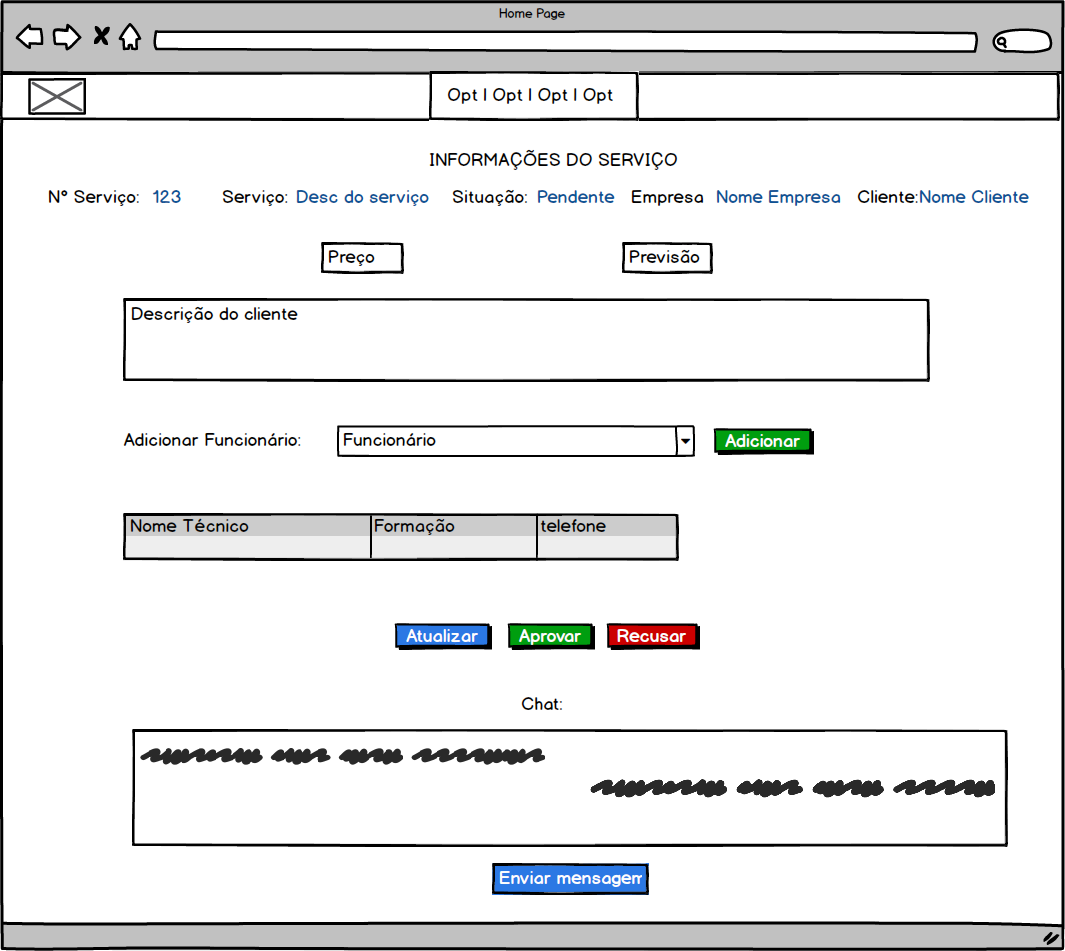 Home Page
Opt | Opt | Opt | Opt
INFORMAÇÕES DO SERVIÇO
Nº Serviço: 123 Serviço: Desc do serviço Situação: Pendente Empresa Nome Empresa Cliente:Nome Cliente
Preço Previsão
Descrição do cliente
Adicionar Funcionário: Funcionário Adicionar
Nome Técnico Formação telefone
Atualizar Aprovar Recusar
Chat:
Enviar mensagem